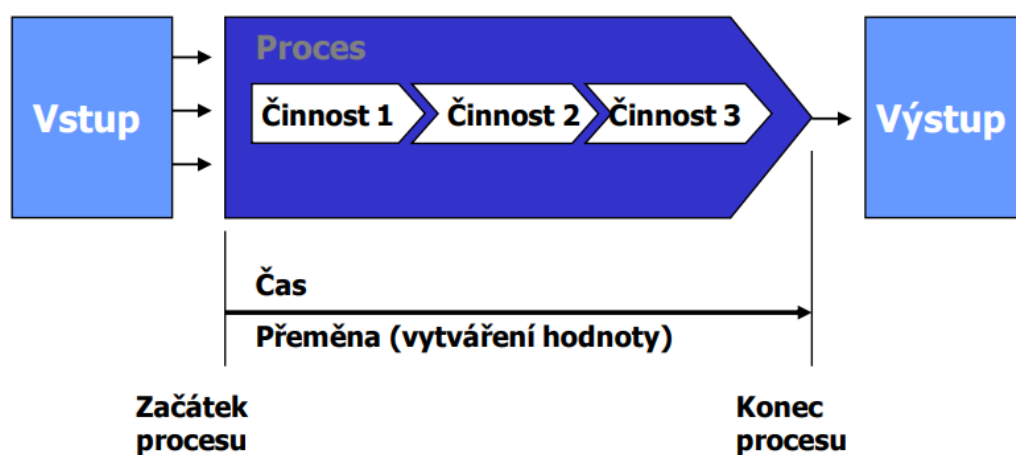 Proces
Vstup
Činnost 1
Činnost 2
Činnost 3
Výstup
Čas
Přeměna (vytváření hodnoty)
Začátek
procesu
Konec
procesu